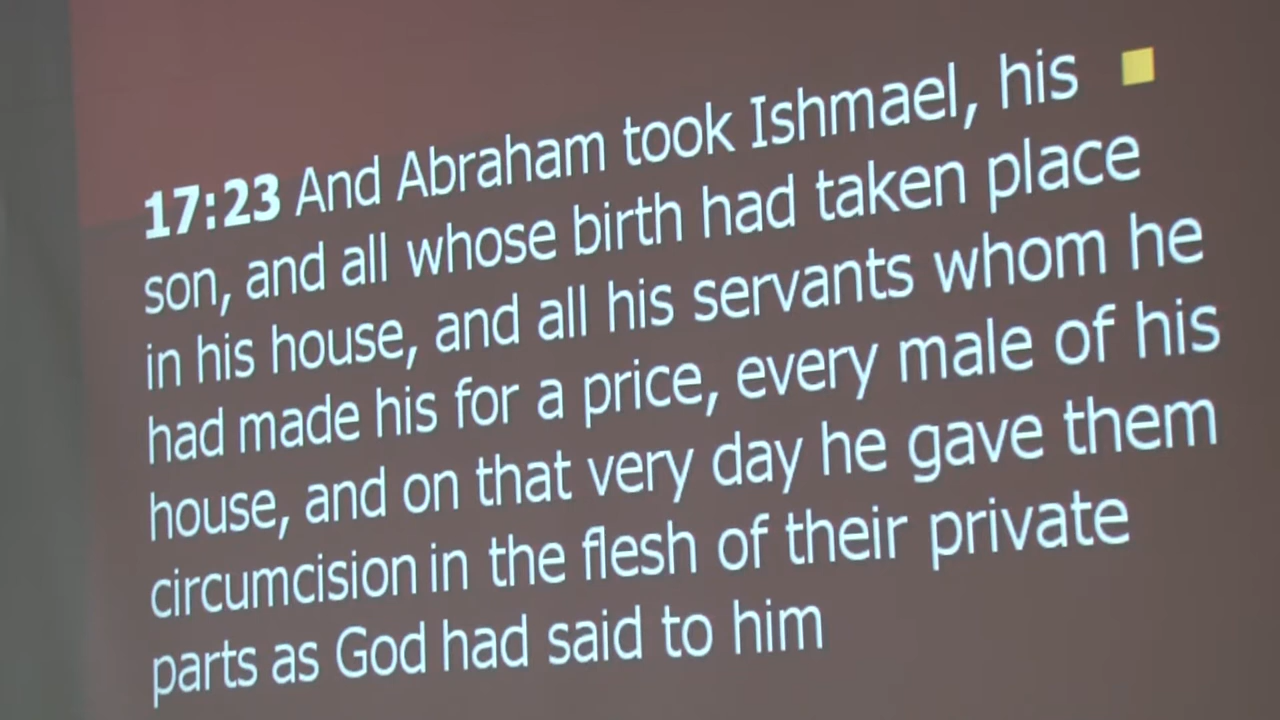 17:23 And Abraham took Ishmael, his
son, and all whose birth had taken place
in his house, and all his servants whom he
had made his for a price, every male of his
house, and on that very day he gave them
circumcision in the flesh of their private
parts as God had said to him